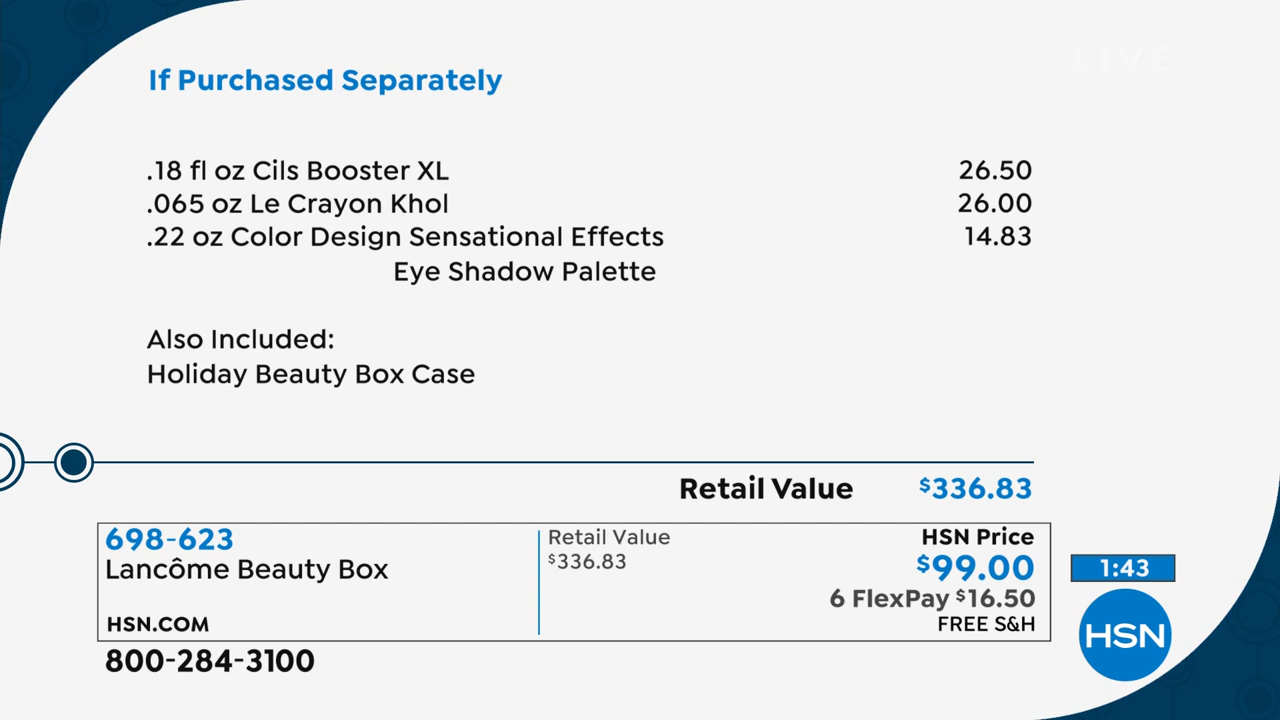 LIVE
If Purchased Separately
.18 fl oz Cils Booster XL 26.50
.065 oz Le Crayon Khol 26.00
.22 oz Color Design Sensational Effects 14.83
Eye Shadow Palette
Also Included:
Holiday Beauty Box Case
Retail Value $336.83
698-623
Lancôme Beauty Box
HSN.COM
Retail Value
$336.83
HSN Price
$99.00
6 FlexPay $16.50
FREE S&H
1:43
HSN
800-284-3100